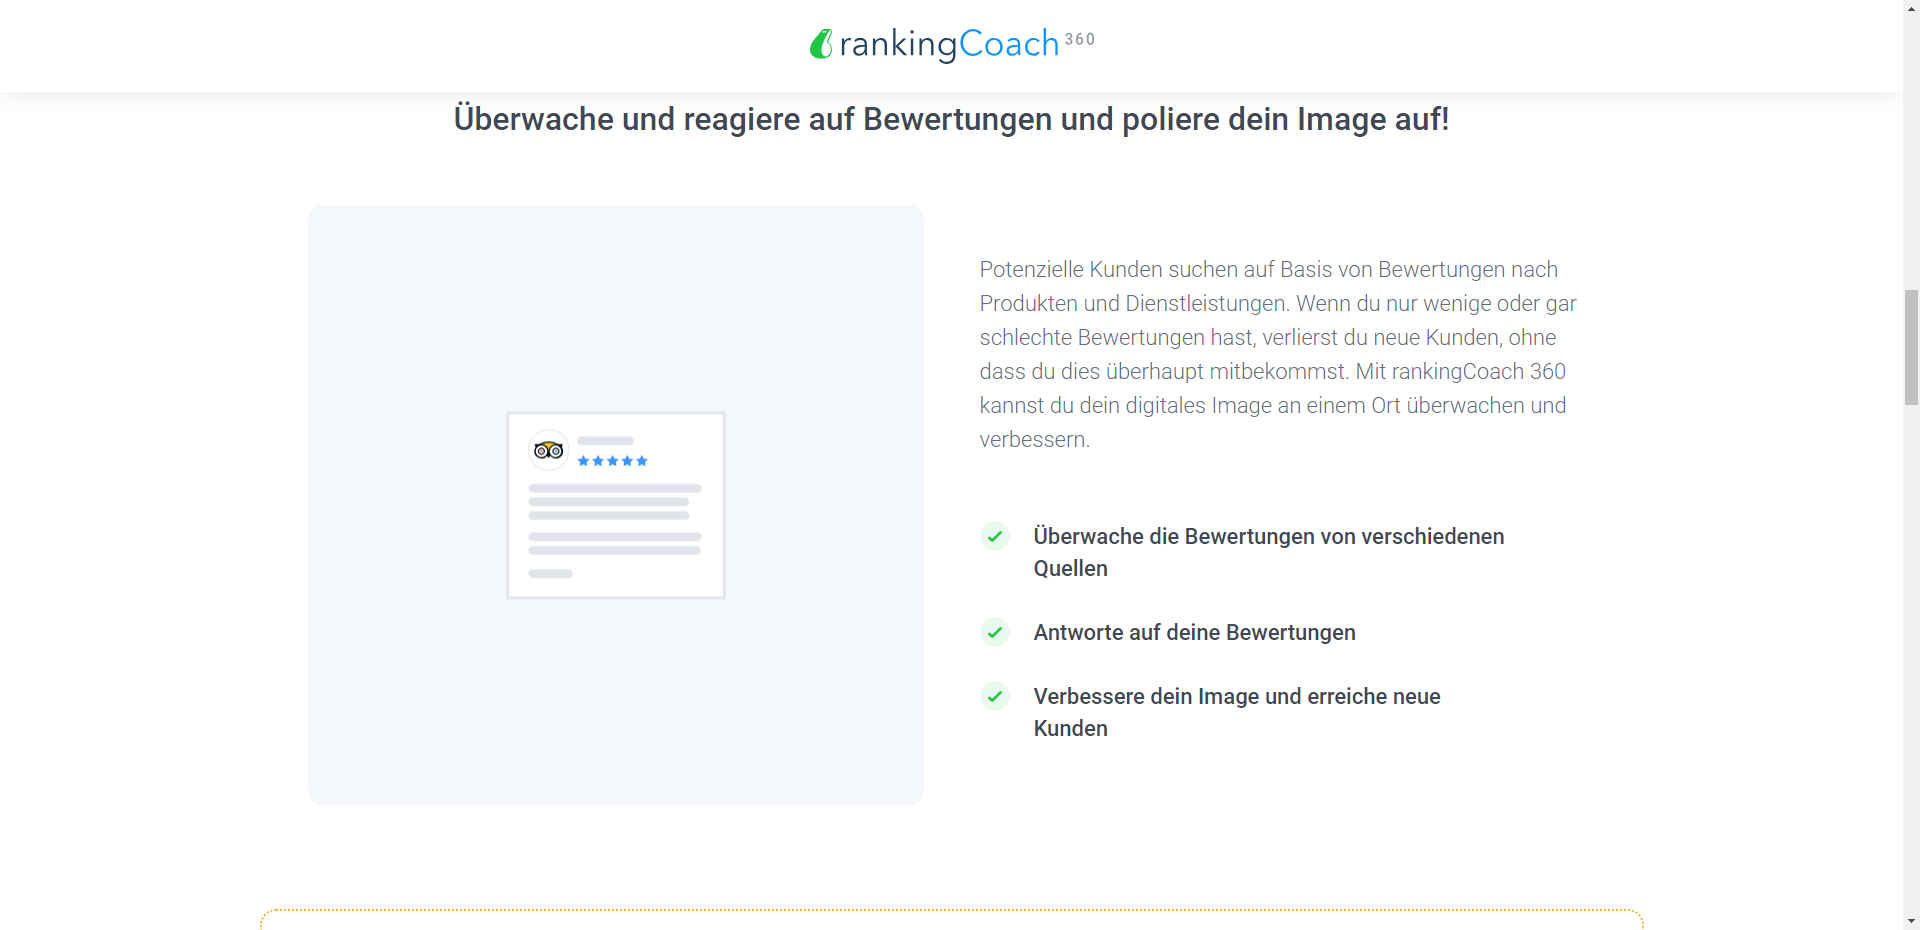 rankingCoach 360
Überwache und reagiere auf Bewertungen und poliere dein Image auf!
Potenzielle Kunden suchen auf Basis von Bewertungen nach
Produkten und Dienstleistungen. Wenn du nur wenige oder gar
schlechte Bewertungen hast, verlierst du neue Kunden, ohne
dass du dies überhaupt mitbekommst. Mit rankingCoach 360
kannst du dein digitales Image an einem Ort überwachen und
verbessern.
Überwache die Bewertungen von verschiedenen
Quellen
Antworte auf deine Bewertungen
Verbessere dein Image und erreiche neue
Kunden